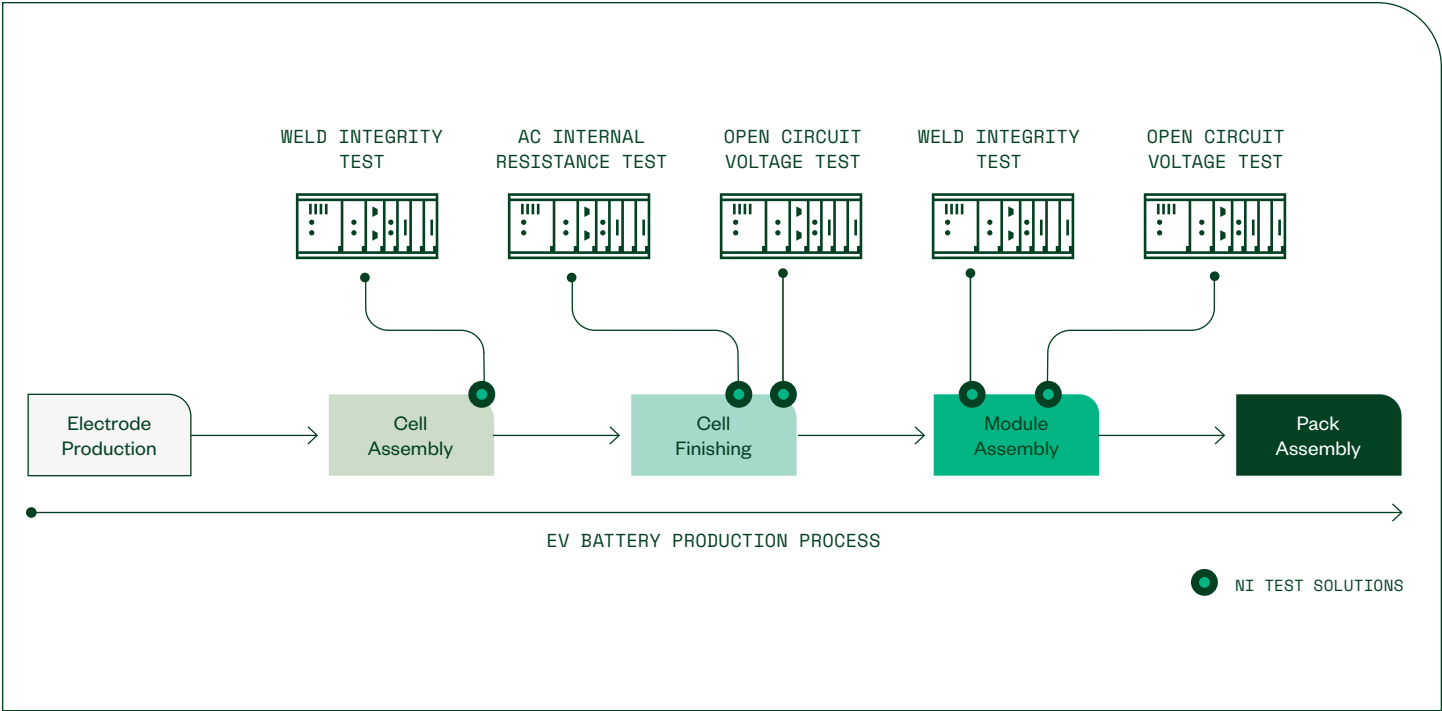 WELD INTEGRITY
TEST
AC INTERNAL
RESISTANCE TEST
OPEN CIRCUIT
VOLTAGE TEST
WELD INTEGRITY
TEST
OPEN CIRCUIT
VOLTAGE TEST
Electrode
Production
Cell
Assembly
Cell
Finishing
Module
Assembly
Pack
Assembly
EV BATTERY PRODUCTION PROCESS
NI TEST SOLUTIONS